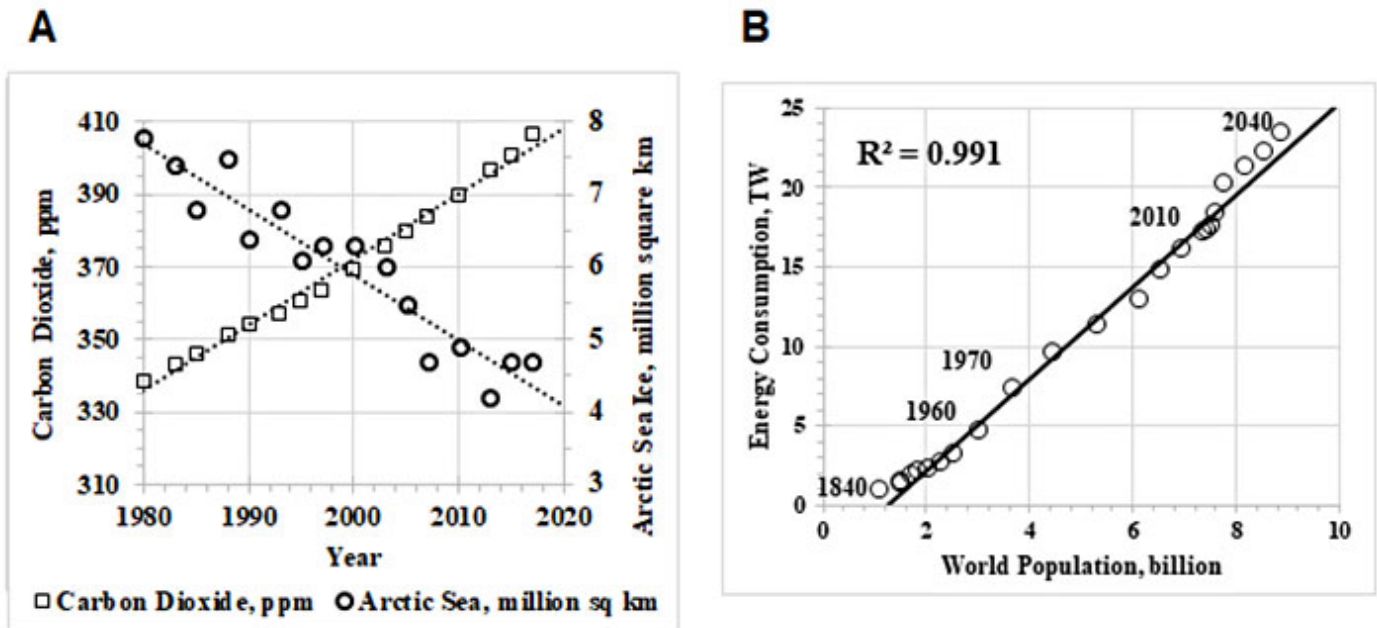 A
Carbon Dioxide, ppm
410
390
370
350
330
310
8
7
6
5
4
3
Arctic Sea Ice, million square km
1980 1990 2000 2010 2020
Year
Carbon Dioxide, ppm Arctic Sea, million sq km
B
Energy Consumption, TW
25
20
15
10
5
0
R² = 0.991
2040
2010
1970
1960
1840
0 2 4 6 8 10
World Population, billion